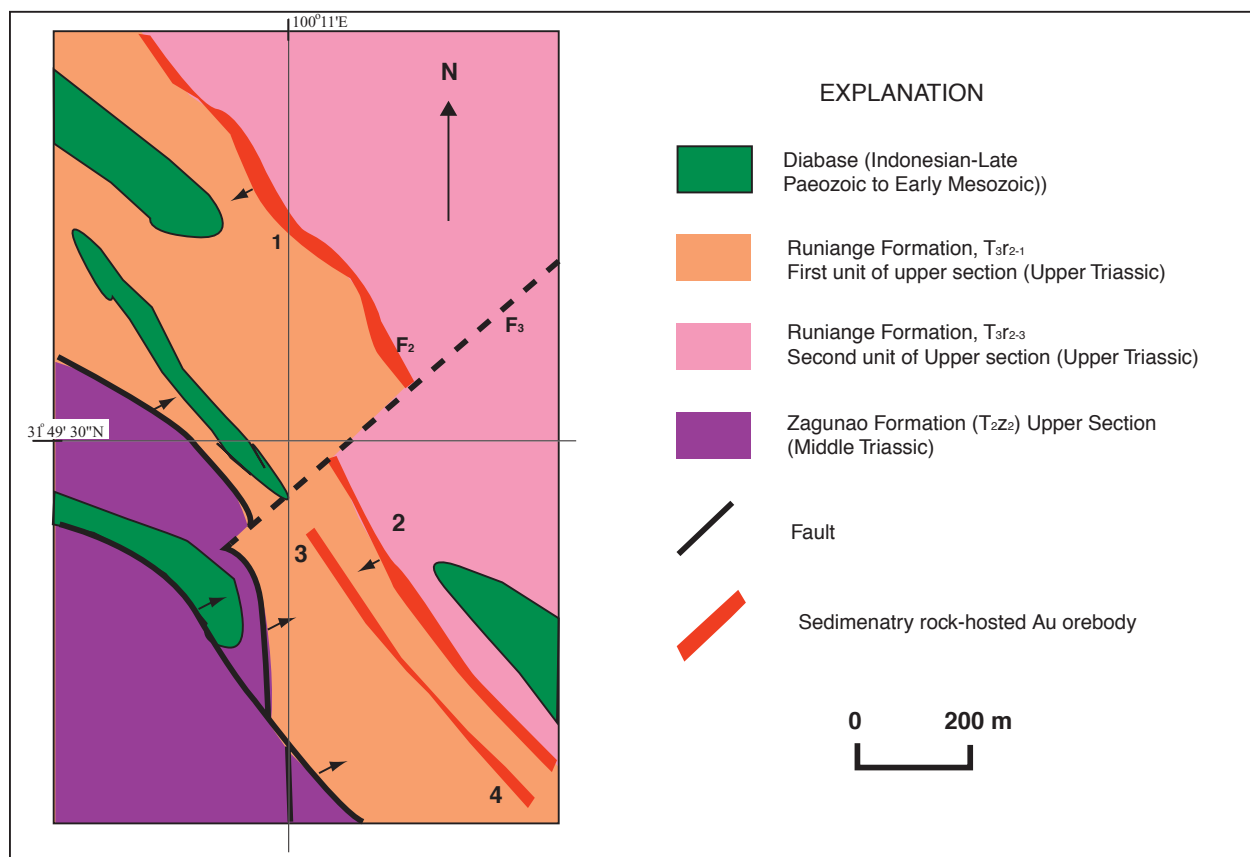 100°11'E
N
1
F3
F2
31° 49' 30"N
2
3
4
EXPLANATION
Diabase (Indonesian-Late
Paeozoic to Early Mesozoic))
Runiange Formation, T3r2-1
First unit of upper section (Upper Triassic)
Runiange Formation, T3r2-3
Second unit of Upper section (Upper Triassic)
Zagunao Formation (T2z2) Upper Section
(Middle Triassic)
Fault
Sedimenatry rock-hosted Au orebody
0 200 m